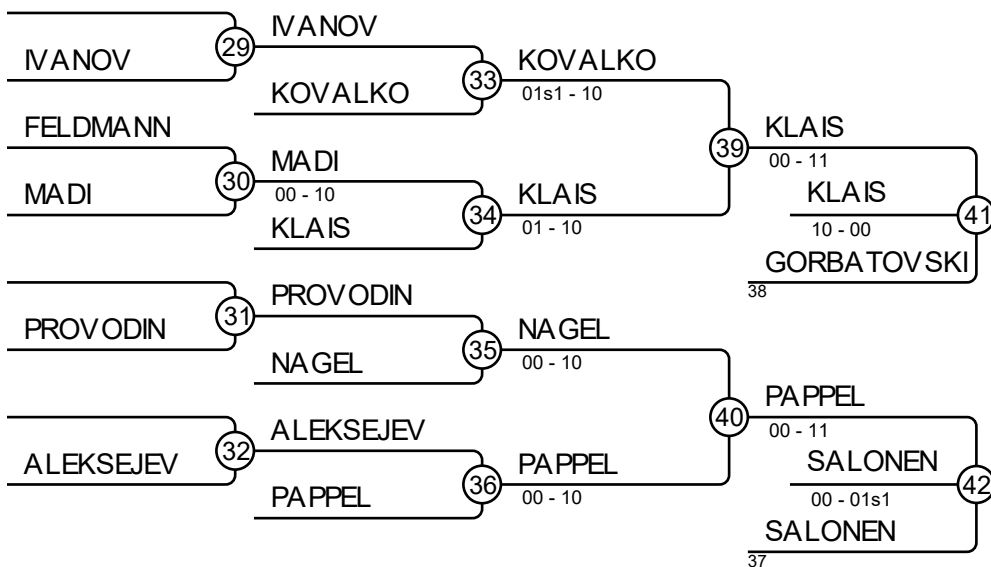 IVANOV
29
IVANOV
KOVALKO
33
KOVALKO
01s1 - 10
FELDMANN
MADI
30
MADI
00 - 10
KLAIS
34
KLAIS
01 - 10
39
KLAIS
00 - 11
KLAIS
10 - 00
41
GORBATOVSKI
38
PROVODIN
31
PROVODIN
NAGEL
35
NAGEL
00 - 10
ALEKSEJEV
32
ALEKSEJEV
PAPPEL
36
PAPPEL
00 - 10
40
PAPPEL
00 - 11
SALONEN
00 - 01s1
42
SALONEN
37